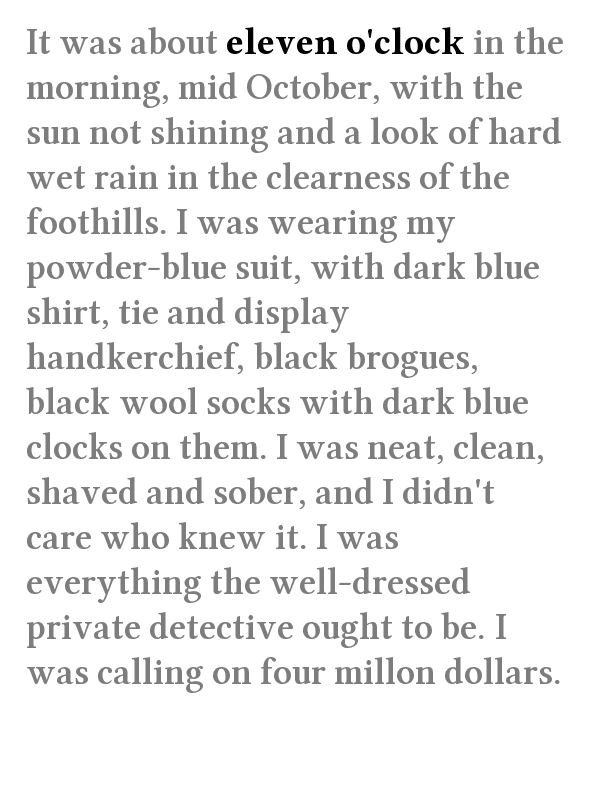 It was about eleven o'clock in the
morning, mid October, with the
sun not shining and a look of hard
wet rain in the clearness of the
foothills. I was wearing my
powder-blue suit, with dark blue
shirt, tie and display
handkerchief, black brogues,
black wool socks with dark blue
clocks on them. I was neat, clean,
shaved and sober, and I didn't
care who knew it. I was
everything the well-dressed
private detective ought to be. I
was calling on four millon dollars.